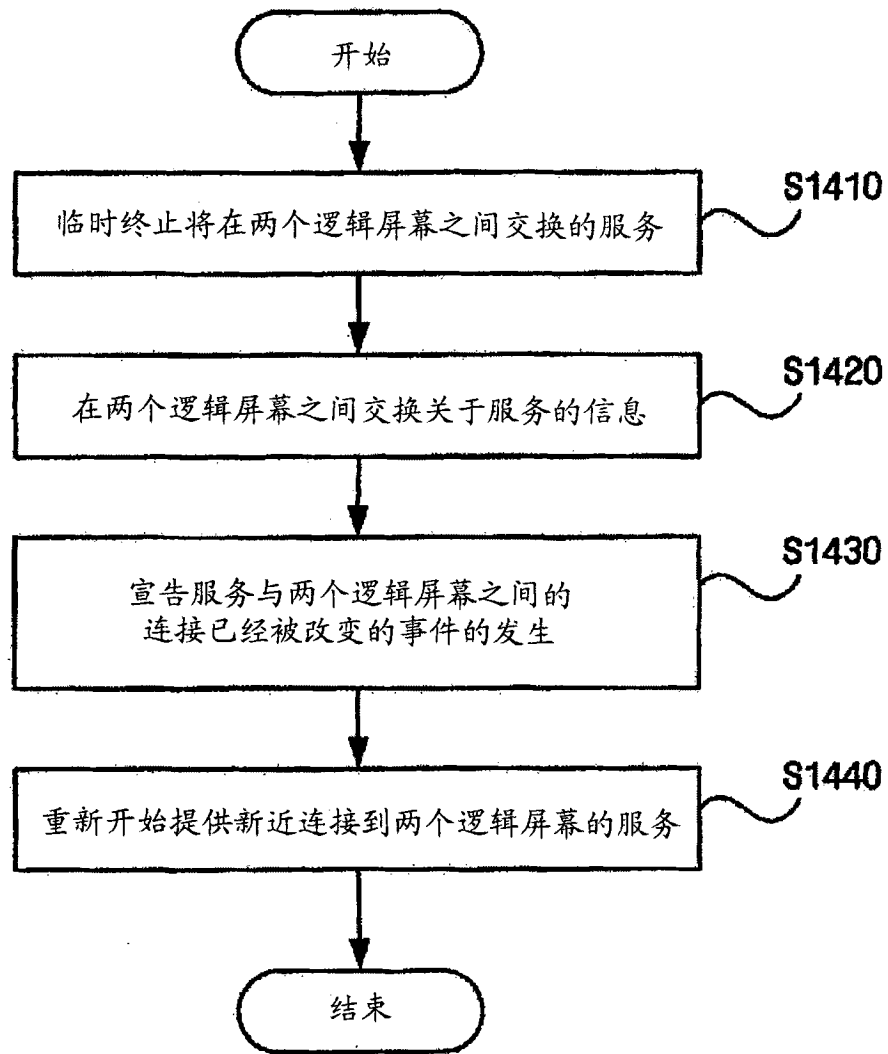 开始
S1410
临时终止将在两个逻辑屏幕之间交换的服务
S1420
在两个逻辑屏幕之间交换关于服务的信息
S1430
宣告服务与两个逻辑屏幕之间的
连接已经被改变的事件的发生
S1440
重新开始提供新近连接到两个逻辑屏幕的服务
结束